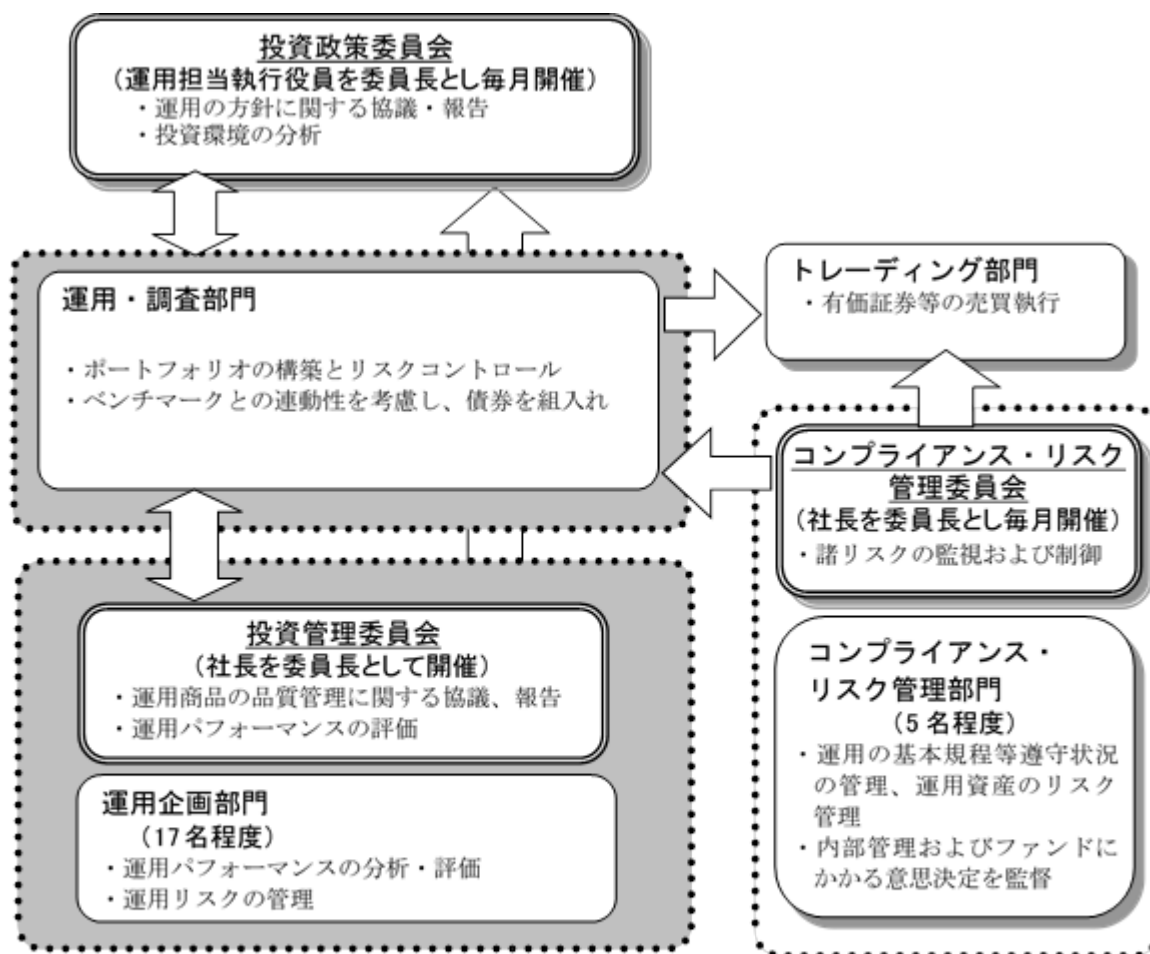 投資政策委員会
（運用担当執行役員を委員長とし毎月開催）
・運用の方針に関する協議・報告
・投資環境の分析
運用・調査部門
・ポートフォリオの構築とリスクコントロール
・ベンチマークとの連動性を考慮し、債券を組入れ
トレーディング部門
・有価証券等の売買執行
コンプライアンス・リスク
管理委員会
（社長を委員長とし毎月開催）
・諸リスクの監視および制御
投資管理委員会
（社長を委員長として開催）
・運用商品の品質管理に関する協議、報告
・運用パフォーマンスの評価
運用企画部門
（17名程度）
・運用パフォーマンスの分析・評価
・運用リスクの管理
コンプライアンス・
リスク管理部門
（5名程度）
・運用の基本規程等遵守状況
の管理、運用資産のリスク
管理
・内部管理およびファンドに
かかる意思決定を監督